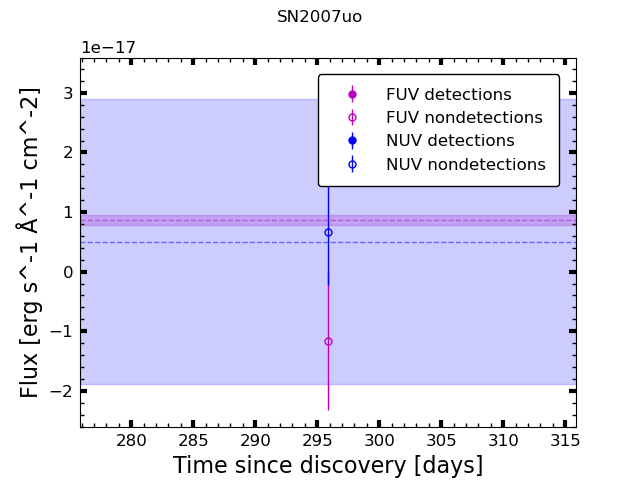 SN2007uo
1e−17
FUV detections
FUV nondetections
NUV detections
NUV nondetections
3
2
1
0
−1
−2
Flux [erg s^-1 Å^-1 cm^-2]
280 285 290 295 300 305 310 315
Time since discovery [days]